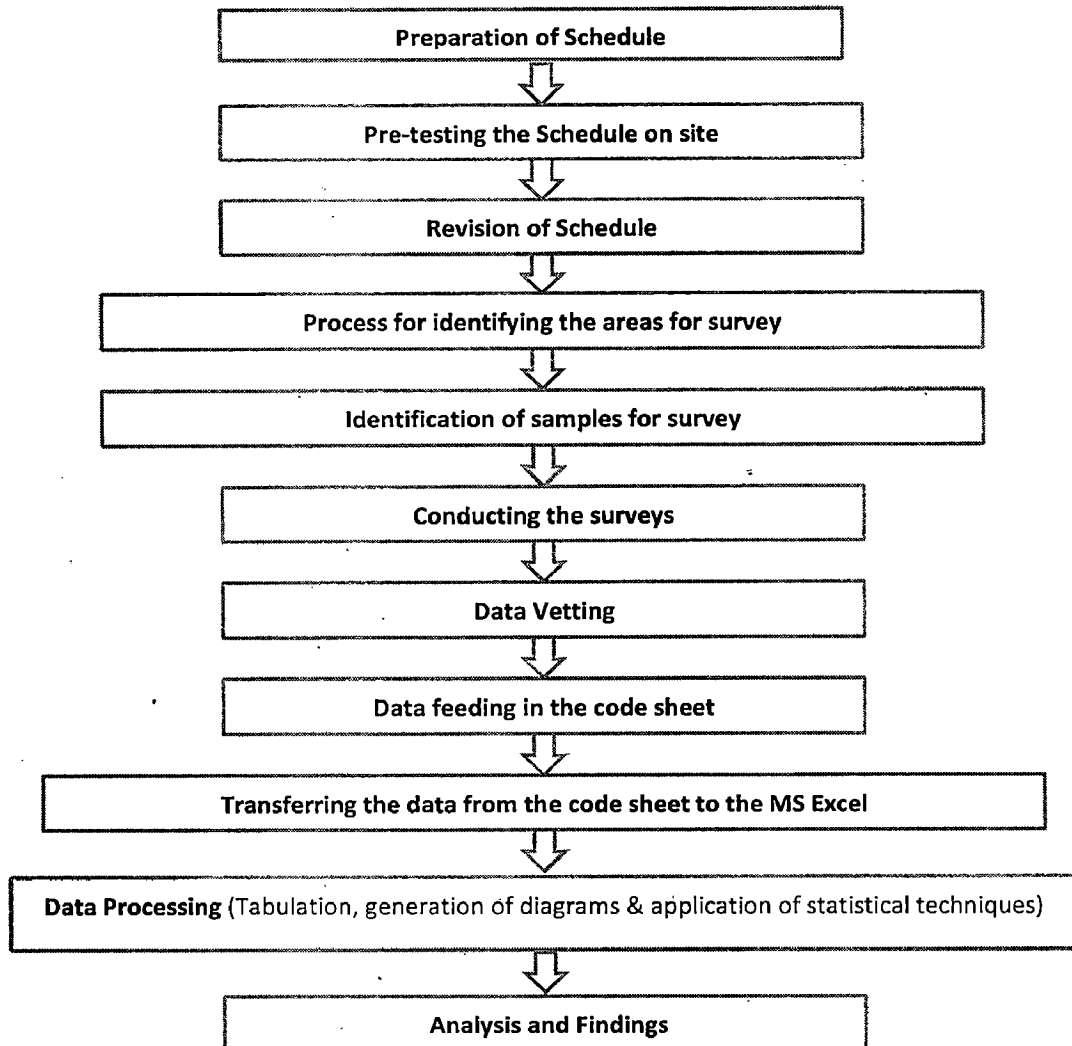 Preparation of Schedule
Pre-testing the Schedule on site
Revision of Schedule
Process for identifying the areas for survey
Identification of samples for survey
Conducting the surveys
Data Vetting
Data feeding in the code sheet
Transferring the data from the code sheet to the MS Excel
Data Processing (Tabulation, generation of diagrams & application of statistical techniques)
Analysis and Findings